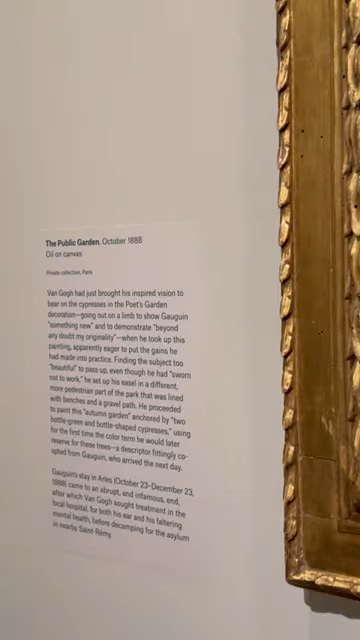 The Public Garden, October 1888
Oil on canvas
Private collection, Paris
Van Gogh had just brought his inspired vision to
bear on the cypresses in the Poet's Garden
decoration—going out on a limb to show Gauguin
"something new" and to demonstrate "beyond
any doubt my originality"—when he took up this
painting, apparently eager to put the gains he
had made into practice. Finding the subject too
"beautiful" to pass up, even though he had "sworn
not to work," he set up his easel in a different,
more pedestrian part of the park that was lined
with benches and a gravel path. He proceeded
to paint this "autumn garden" anchored by "two
bottle-green and bottle-shaped cypresses," using
for the first time the color term he would later
reserve for these trees—a descriptor fittingly co-
opted from Gauguin, who arrived the next day.
Gauguin's stay in Arles (October 23–December 23,
1888) came to an abrupt, and infamous, end,
after which Van Gogh sought treatment in the
local hospital, for both his ear and his faltering
mental health, before decamping for the asylum
in nearby Saint-Rémy.